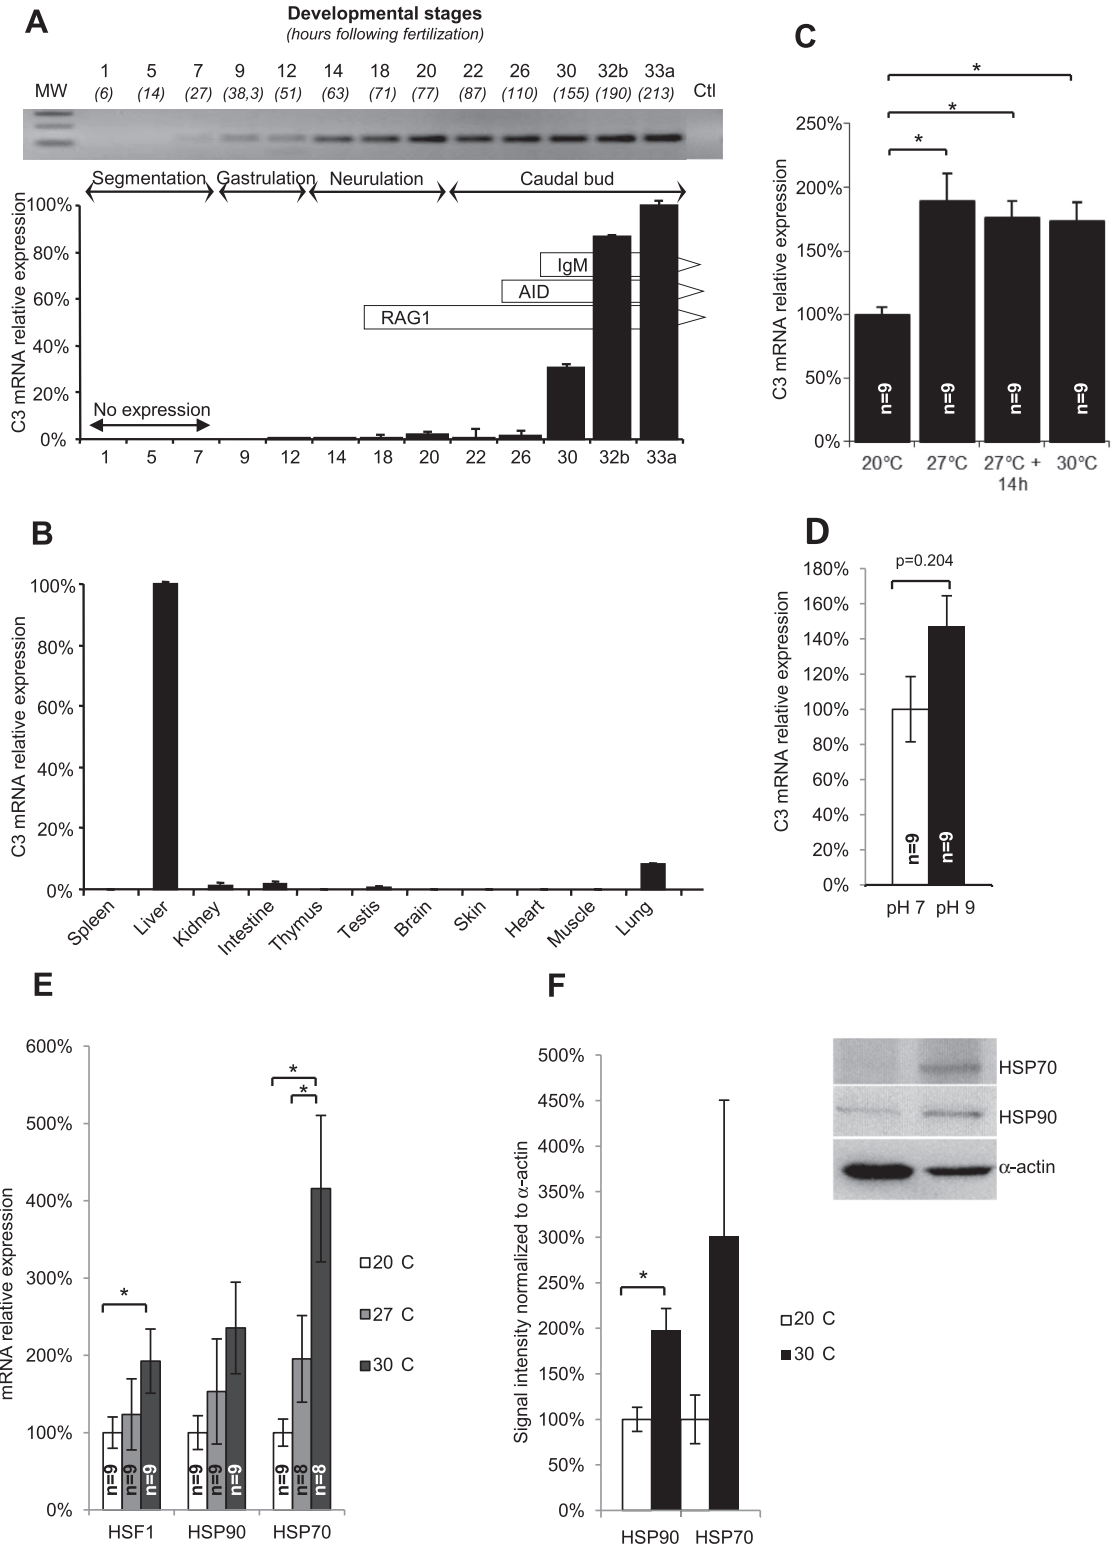 A
Developmental stages
(hours following fertilization)
1 5 7 9 12 14 18 20 22 26 30 32b 33a
MW (6) (14) (27) (38,3) (51) (63) (71) (77) (87) (110) (155) (190) (213) Ctl
Segmentation Gastrulation Neurulation Caudal bud
C3 mRNA relative expression
100%
80%
60%
40%
20%
0%
IgM
AID
RAG1
No expression
1 5 7 9 12 14 18 20 22 26 30 32b 33a
B
C3 mRNA relative expression
100%
80%
60%
40%
20%
0%
Spleen Liver Kidney Intestine Thymus Testis Brain Skin Heart Muscle Lung
C
*
*
*
C3 mRNA relative expression
250%
200%
150%
100%
50%
0%
n=9 n=9 n=9 n=9
20°C 27°C 27°C + 30°C
14h
D
p=0.204
C3 mRNA relative expression
180%
160%
140%
120%
100%
80%
60%
40%
20%
0%
n=9 n=9
pH 7 pH 9
E
mRNA relative expression
600%
500%
400%
300%
200%
100%
0%
*
*
*
n=9 n=9 n=9 n=9 n=9 n=9 n=9 n=8 n=8
HSF1 HSP90 HSP70
20 C
27 C
30 C
F
Signal intensity normalized to α-actin
500%
450%
400%
350%
300%
250%
200%
150%
100%
50%
0%
*
HSP90 HSP70
20 C
30 C
HSP70
HSP90
α-actin